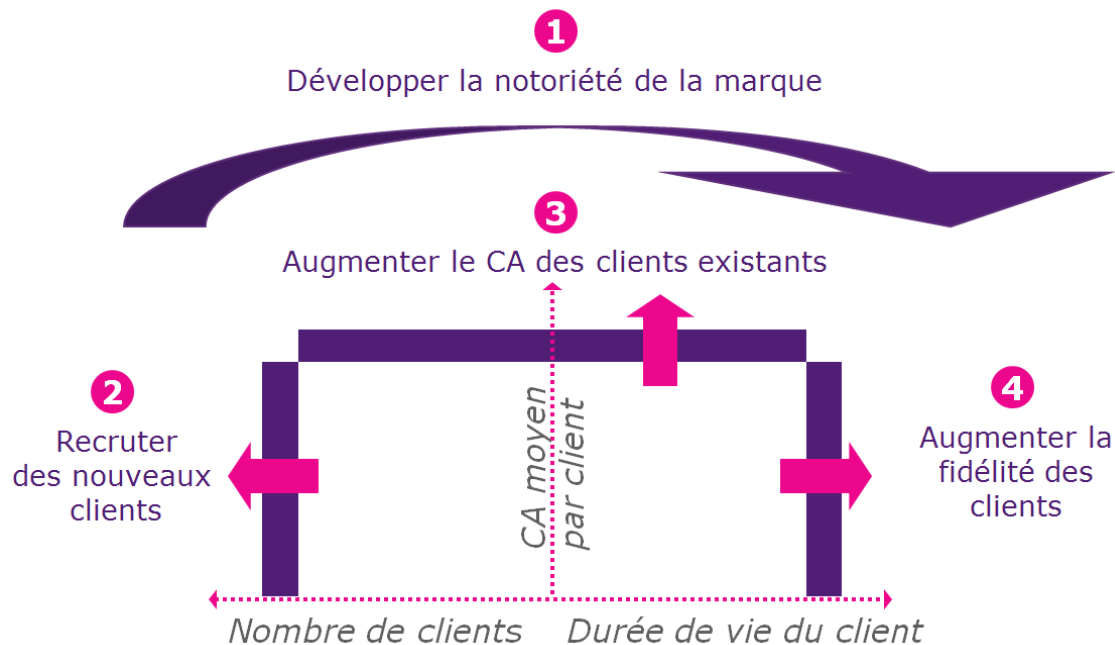 1
Développer la notoriété de la marque
3
Augmenter le CA des clients existants
2
Recruter
des nouveaux
clients
CA moyen
par client
4
Augmenter la
fidélité des
clients
Nombre de clients
Durée de vie du client